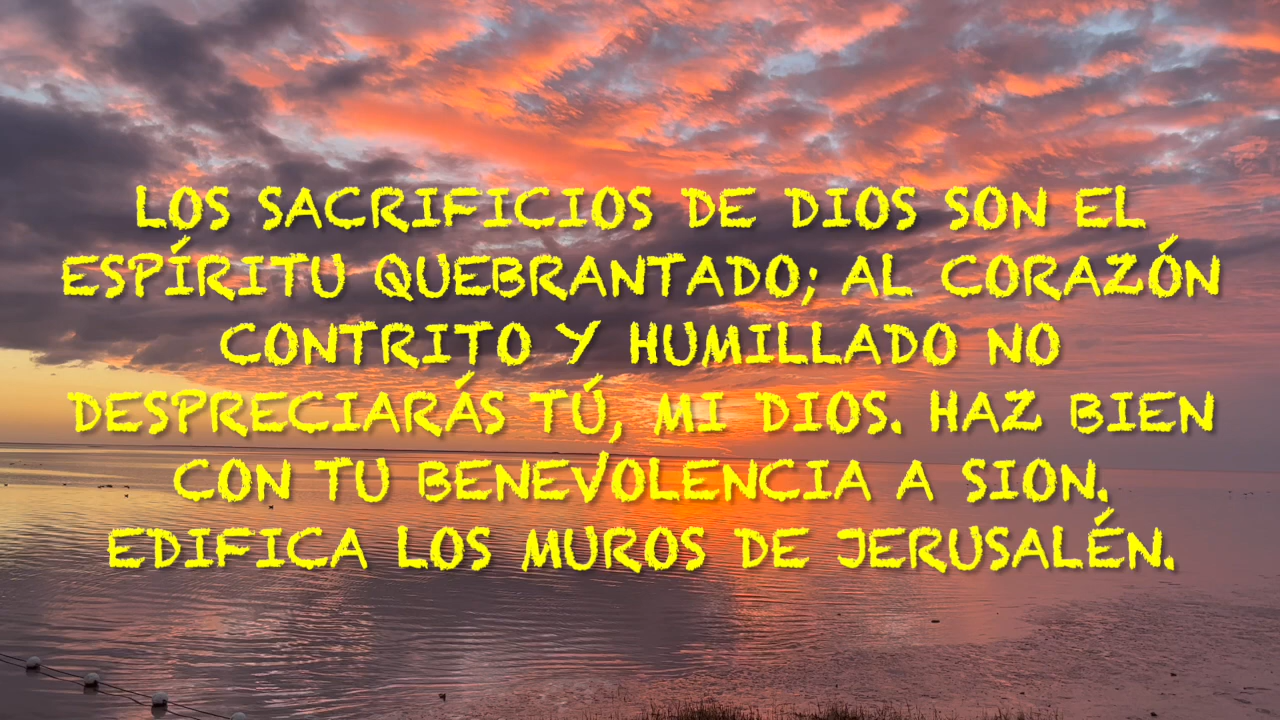 LOS SACRIFICIOS DE DIOS SON EL
ESPÍRITU QUEBRANTADO; AL CORAZÓN
CONTRITO Y HUMILLADO NO
DESPRECIARÁS TÚ, MI DIOS. HAZ BIEN
CON TU BENEVOLENCIA A SION.
EDIFICA LOS MUROS DE JERUSALÉN.